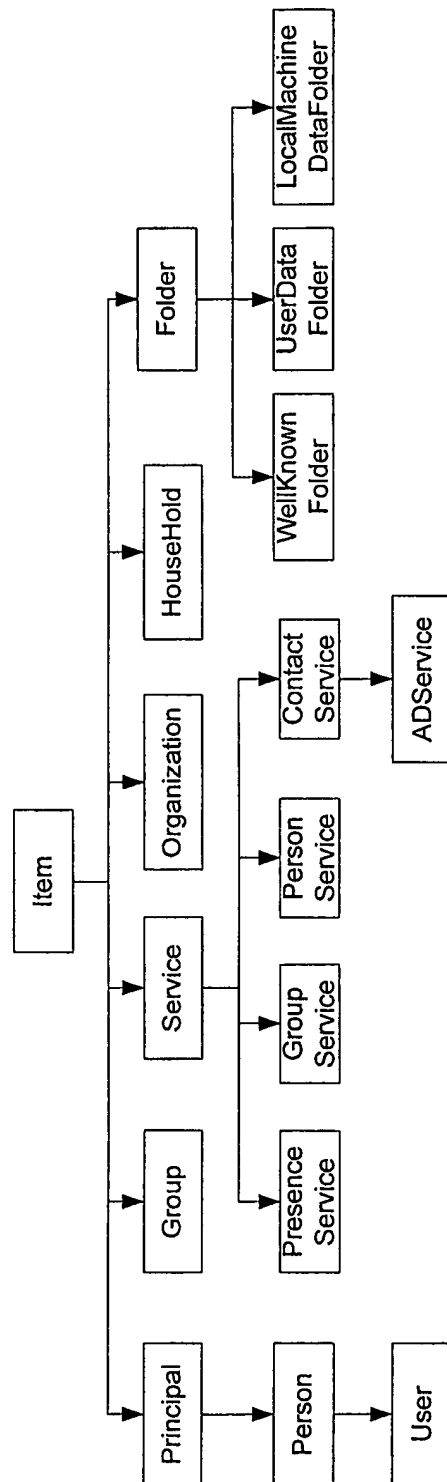 Item
Principal
Group
Service
Organization
HouseHold
Folder
Person
Presence
Service
Group
Service
Person
Service
Contact
Service
WellKnown
Folder
UserData
Folder
LocalMachine
DataFolder
User
ADService